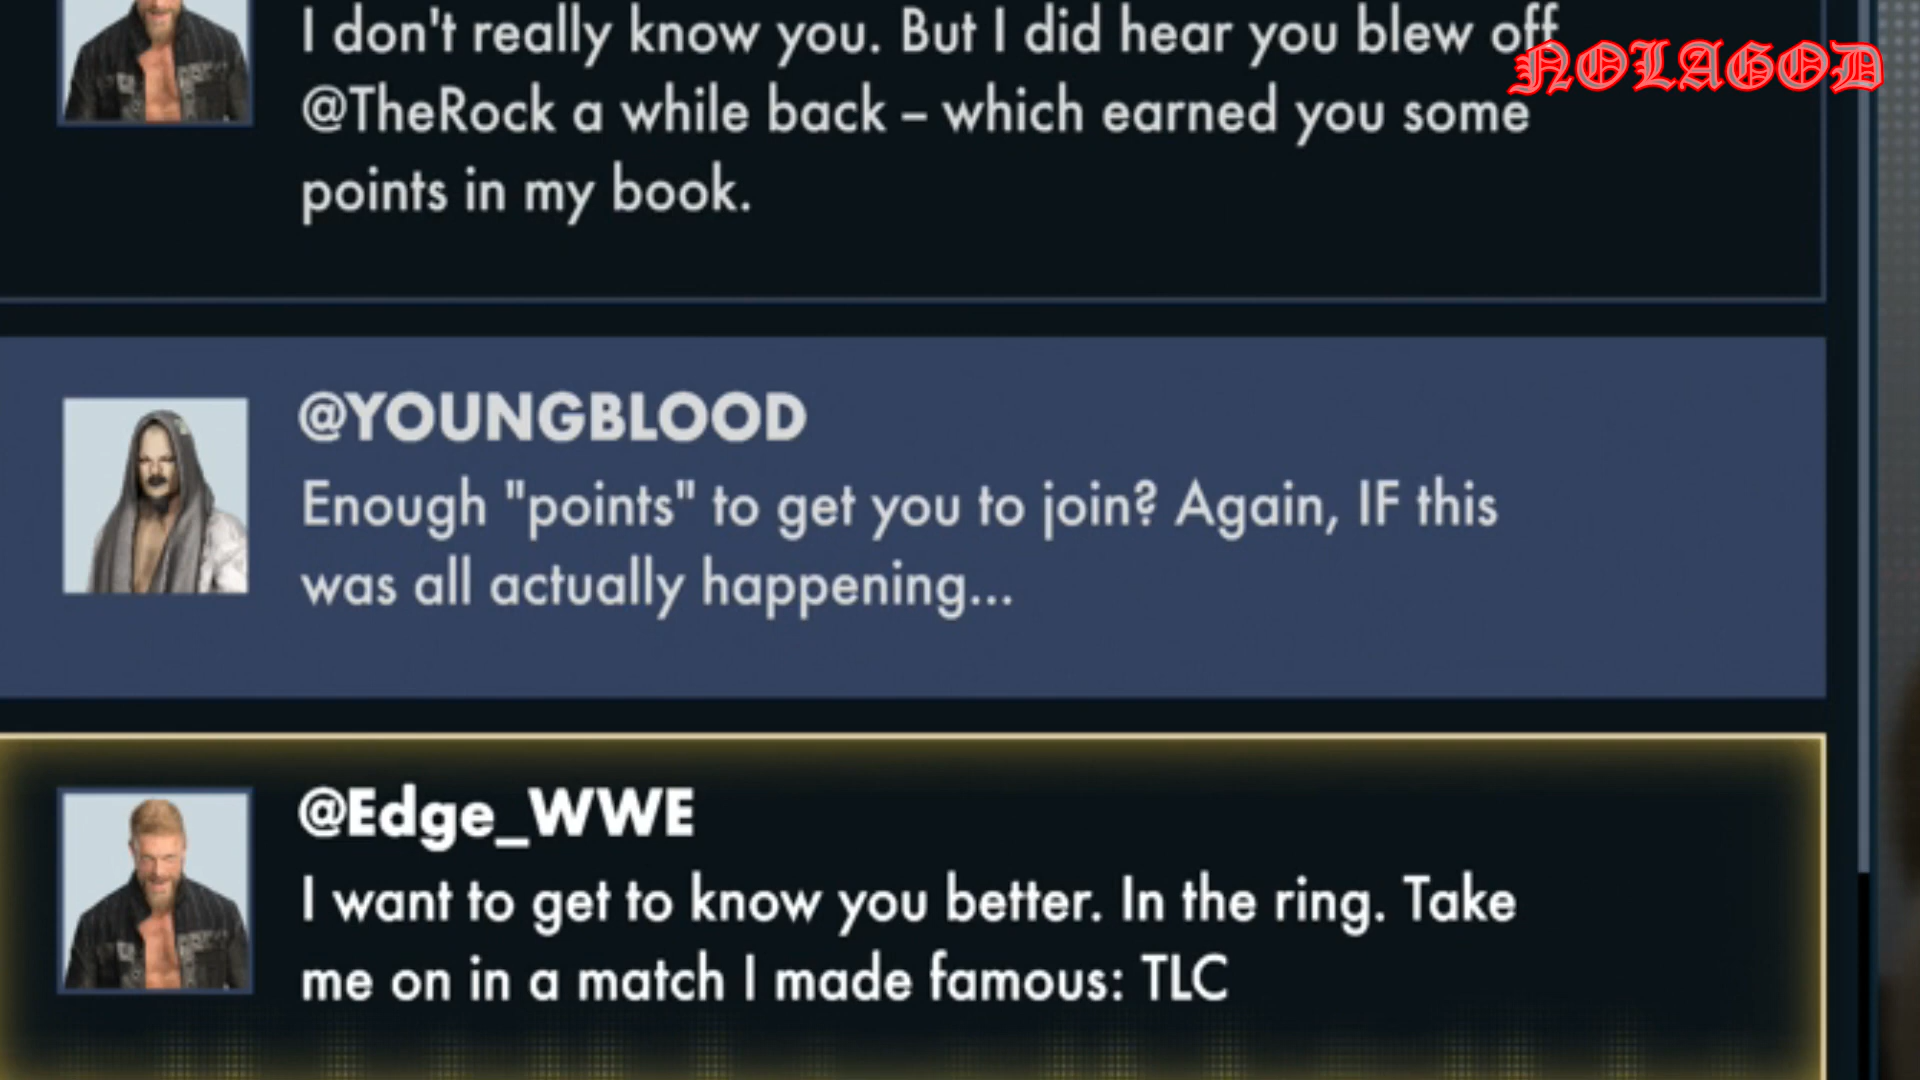 I don't really know you. But I did hear you blew off
NOLAGOD
@TheRock a while back – which earned you some
points in my book.
@YOUNGBLOOD
Enough "points" to get you to join? Again, IF this
was all actually happening...
@Edge_WWE
I want to get to know you better. In the ring. Take
me on in a match I made famous: TLC